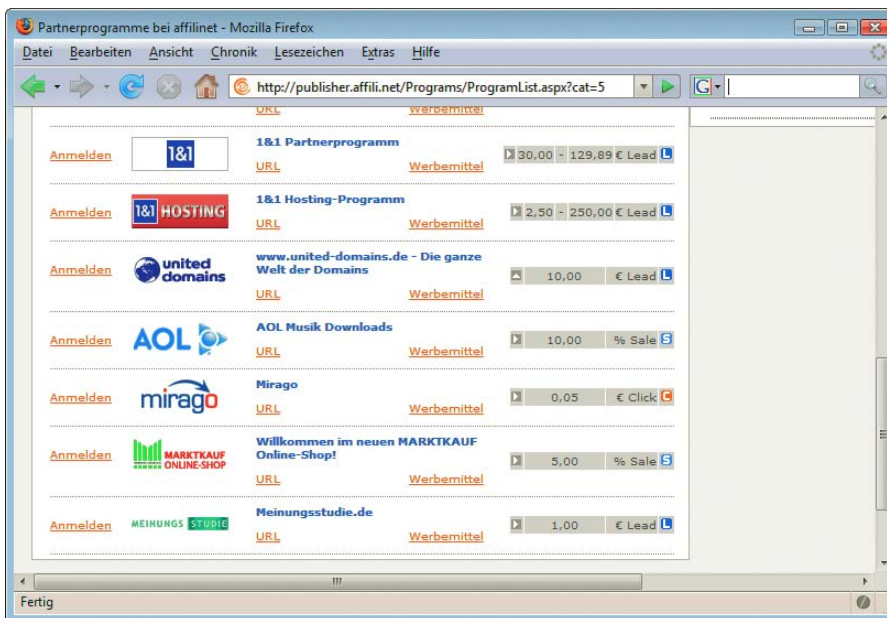 Partnerprogramme bei affilinet - Mozilla Firefox
Datei Bearbeiten Ansicht Chronik Lesezeichen Extras Hilfe
http://publisher.affili.net/Programs/ProgramList.aspx?cat=5 G
URL Werbemittel
Anmelden 1&1 1&1 Partnerprogramm 30,00 - 129,89 € Lead L
URL Werbemittel
Anmelden 1&1 HOSTING 1&1 Hosting-Programm 2,50 - 250,00 € Lead L
URL Werbemittel
Anmelden united domains www.united-domains.de - Die ganze
Welt der Domains 10,00 € Lead L
URL Werbemittel
Anmelden AOL AOL Musik Downloads 10,00 % Sale S
URL Werbemittel
Anmelden mirago Mirago 0,05 € Click C
URL Werbemittel
Anmelden MARKTKAUF ONLINE-SHOP Willkommen im neuen MARKTKAUF
Online-Shop! 5,00 % Sale S
URL Werbemittel
Anmelden MEINUNGS STUDIE Meinungsstudie.de 1,00 € Lead L
URL Werbemittel
Fertig